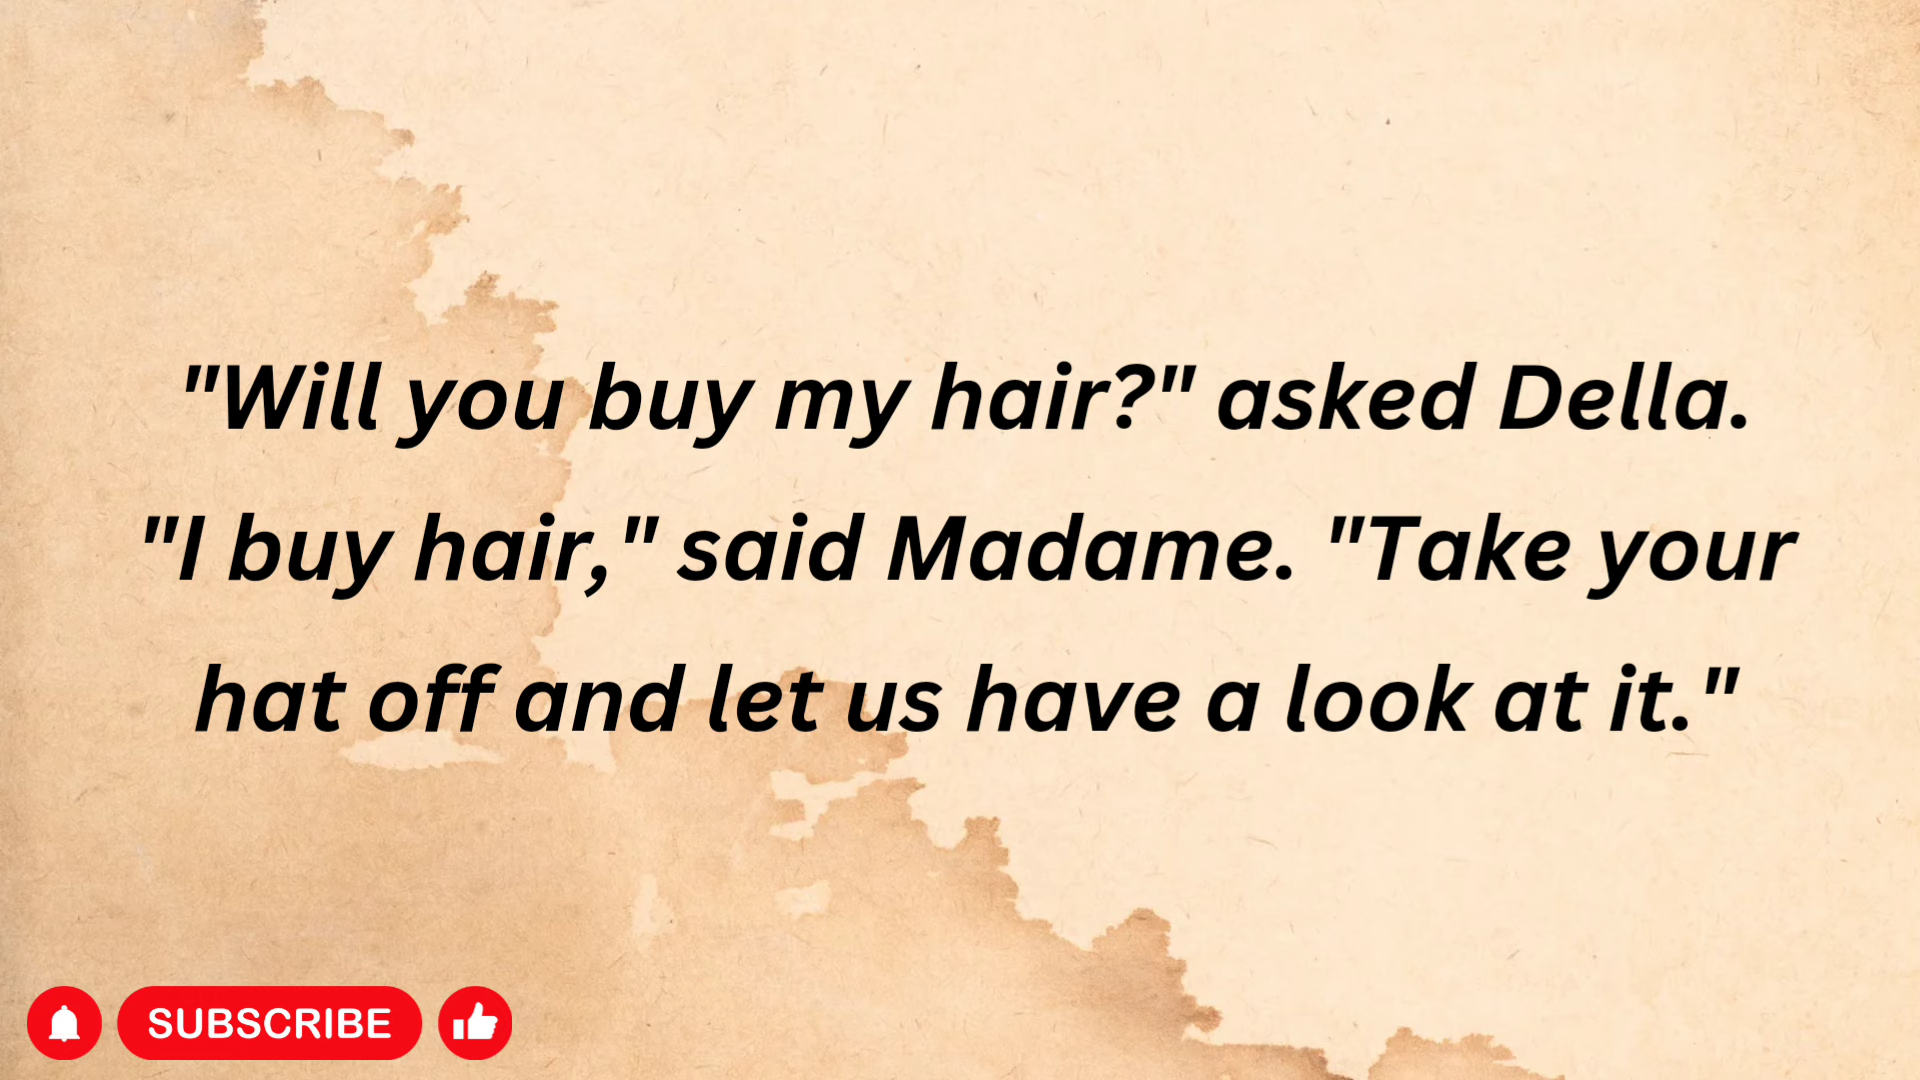 "Will you buy my hair?" asked Della.
"I buy hair," said Madame. "Take your
hat off and let us have a look at it."
SUBSCRIBE